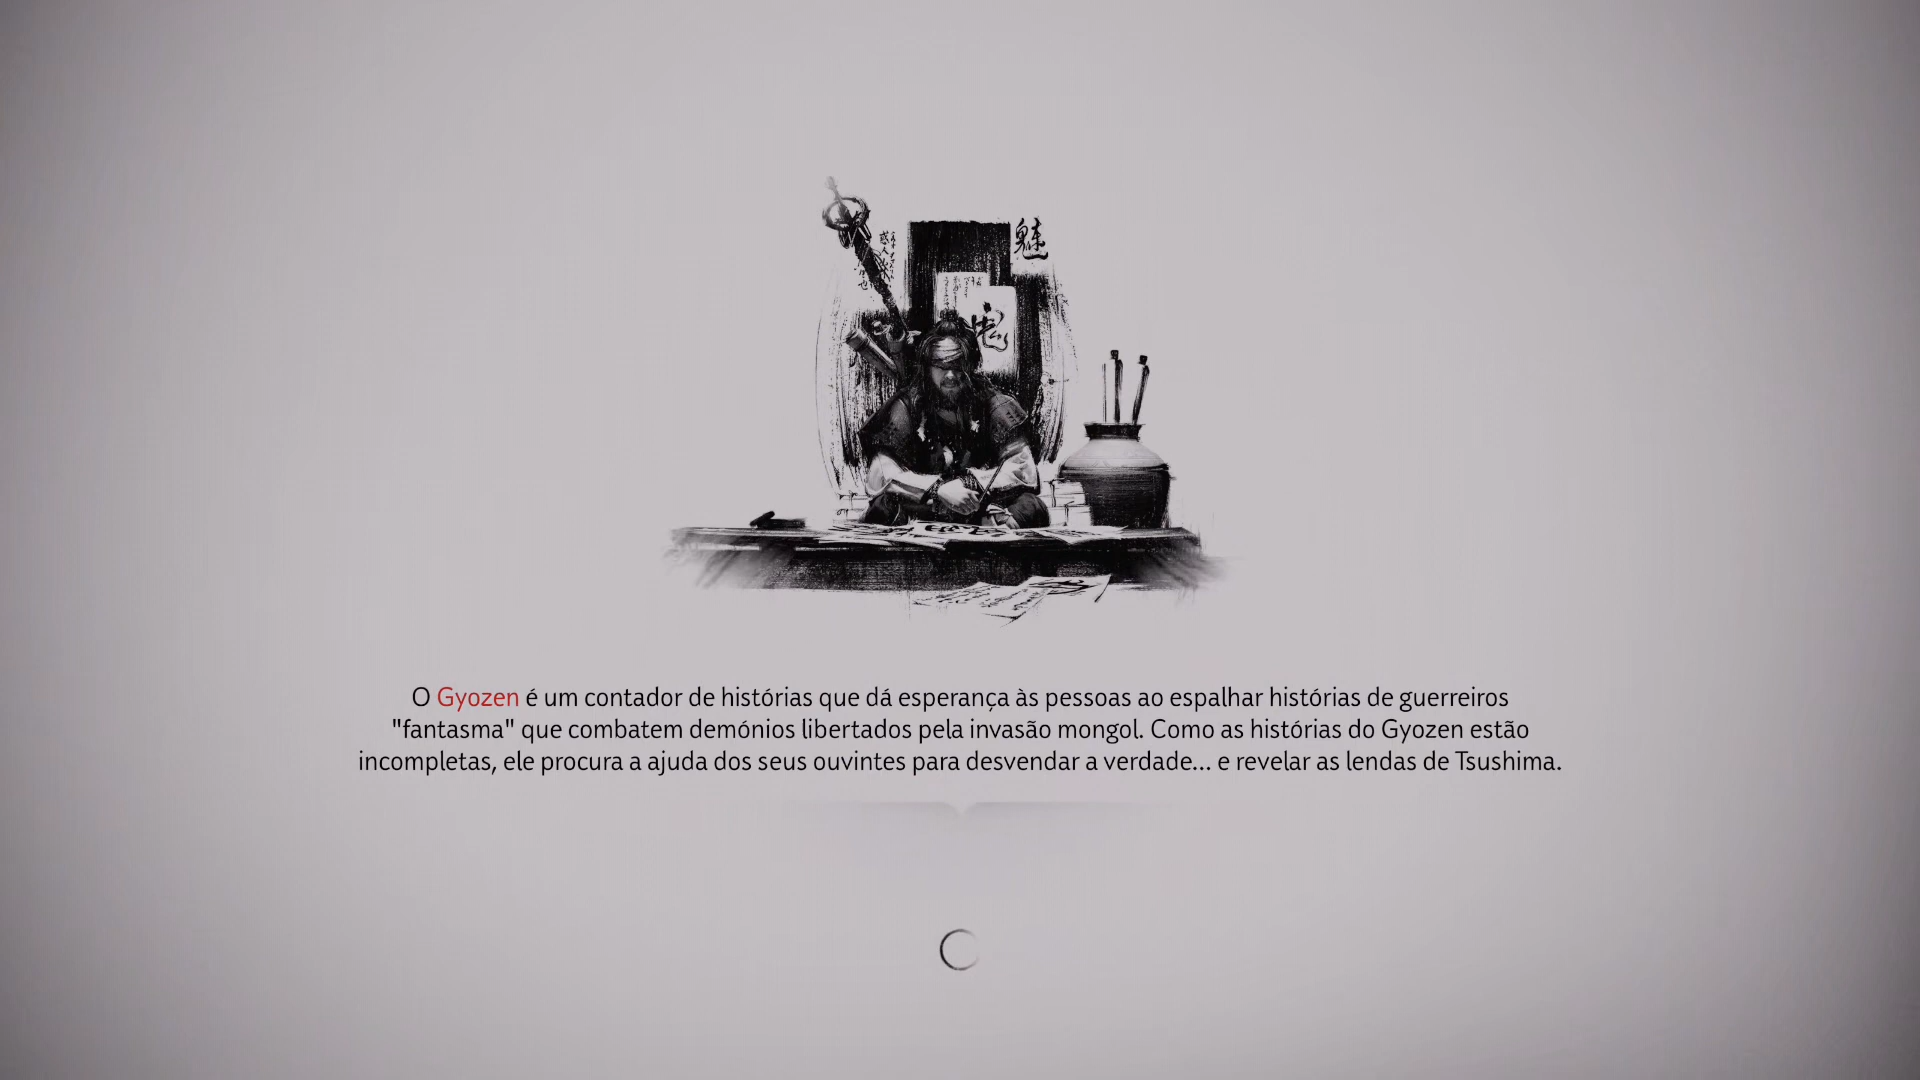 魅
鬼
O Gyozen é um contador de histórias que dá esperança às pessoas ao espalhar histórias de guerreiros
"fantasma" que combatem demónios libertados pela invasão mongol. Como as histórias do Gyozen estão
incompletas, ele procura a ajuda dos seus ouvintes para desvendar a verdade... e revelar as lendas de Tsushima.